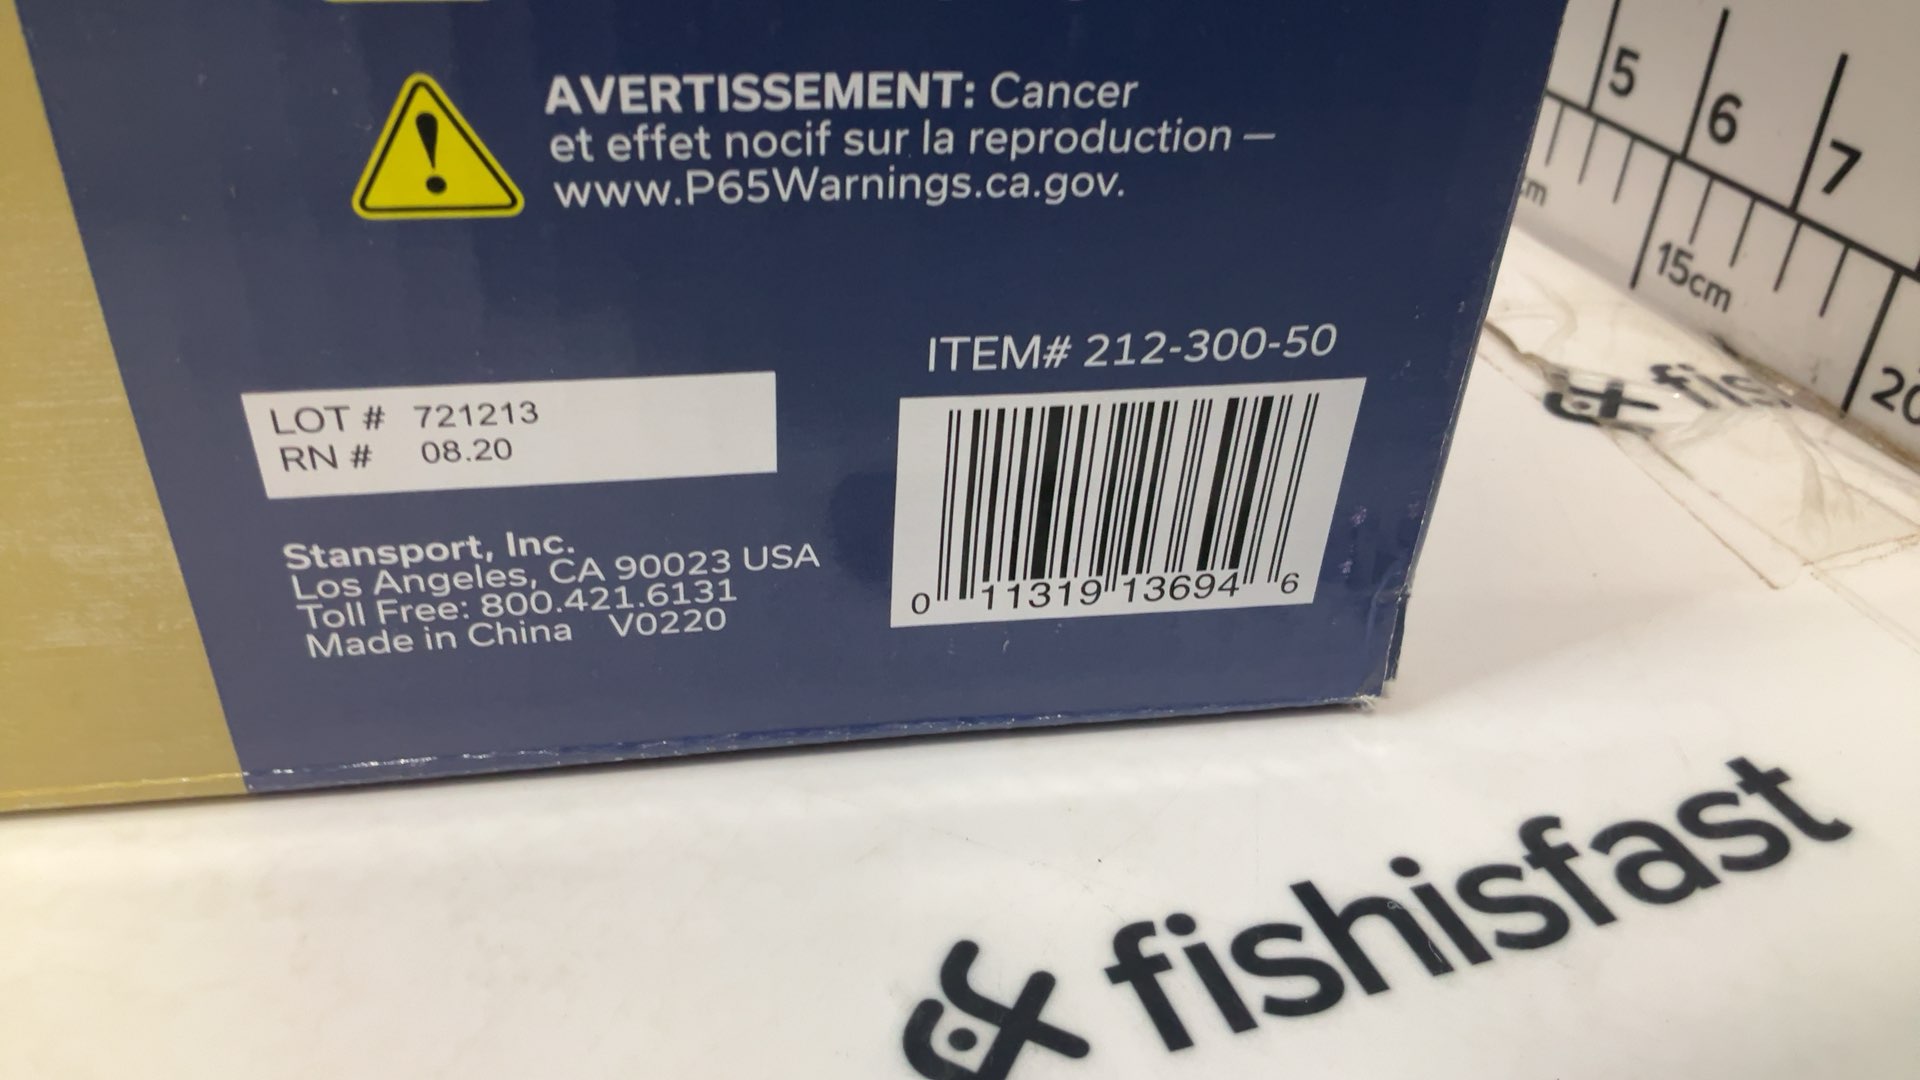 AVERTISSEMENT: Cancer
et effet nocif sur la reproduction –
www.P65Warnings.ca.gov.
ITEM# 212-300-50
LOT # 721213
RN # 08.20
Stansport, Inc.
Los Angeles, CA 90023 USA
Toll Free: 800.421.6131
Made in China V0220
0 11319 13694 6
5
6
7
15cm
20
fishisfast